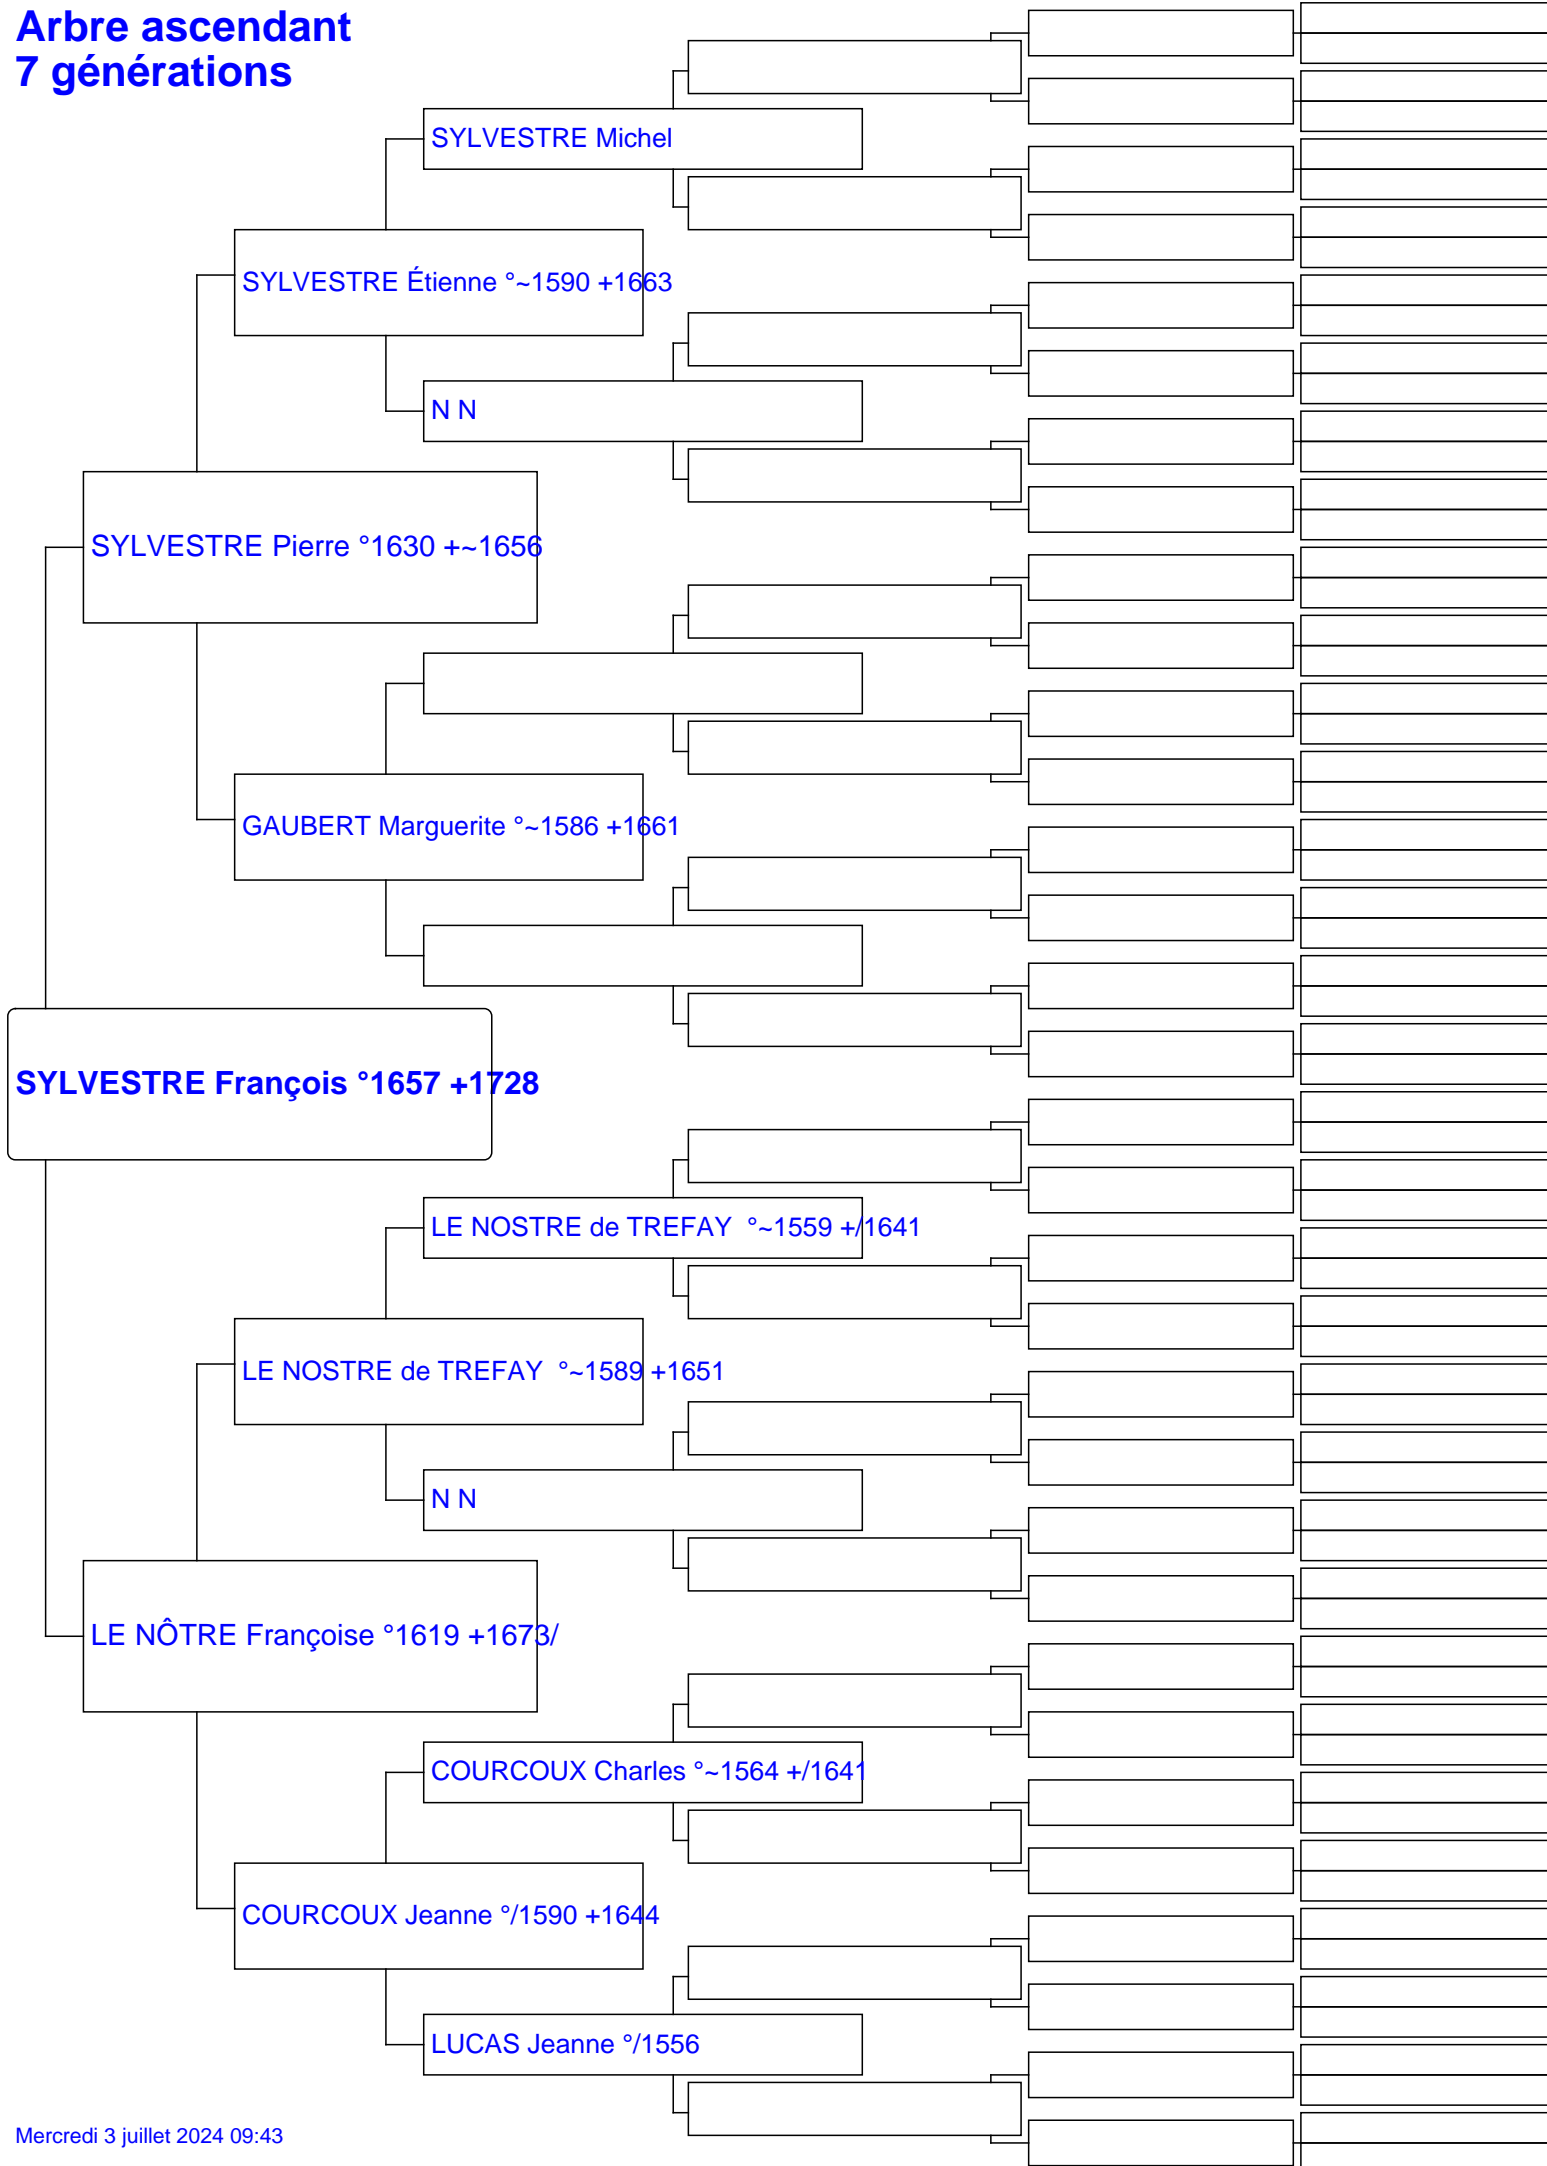 Arbre ascendant
7 générations
SYLVESTRE Michel
SYLVESTRE Étienne °~1590 +1663
N N
SYLVESTRE Pierre °1630 +~1656
GAUBERT Marguerite °~1586 +1661
SYLVESTRE François °1657 +1728
LE NOSTRE de TREFAY  °~1559 +/1641
LE NOSTRE de TREFAY  °~1589 +1651
N N
LE NÔTRE Françoise °1619 +1673/
COURCOUX Charles °~1564 +/1641
COURCOUX Jeanne °/1590 +1644
LUCAS Jeanne °/1556
Mercredi 3 juillet 2024 09:43